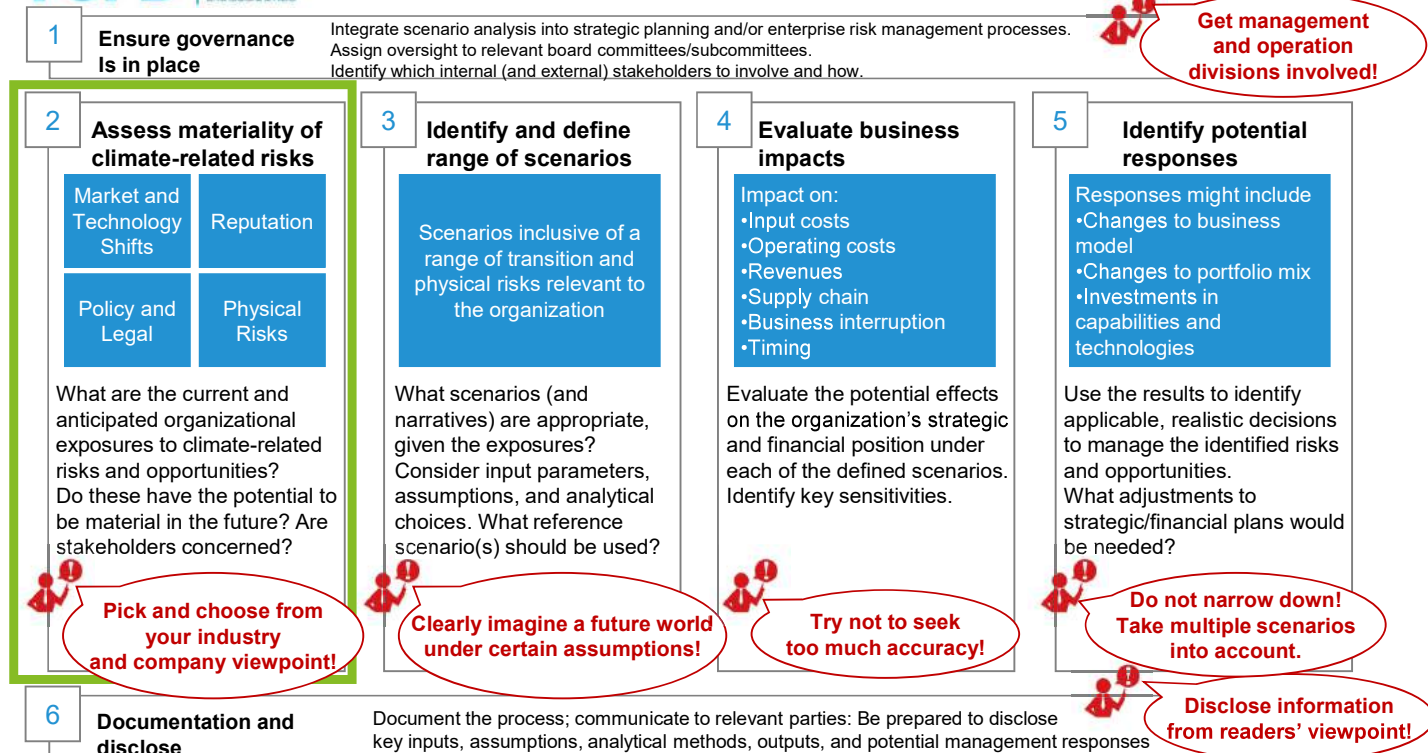 1
Ensure governance
Is in place
Integrate scenario analysis into strategic planning and/or enterprise risk management processes.
Assign oversight to relevant board committees/subcommittees.
Identify which internal (and external) stakeholders to involve and how.
Get management
and operation
divisions involved!
2
Assess materiality of
climate-related risks
Market and
Technology
Shifts
Reputation
Policy and
Legal
Physical
Risks
What are the current and
anticipated organizational
exposures to climate-related
risks and opportunities?
Do these have the potential to
be material in the future? Are
stakeholders concerned?
Pick and choose from
your industry
and company viewpoint!
3
Identify and define
range of scenarios
Scenarios inclusive of a
range of transition and
physical risks relevant to
the organization
What scenarios (and
narratives) are appropriate,
given the exposures?
Consider input parameters,
assumptions, and analytical
choices. What reference
scenario(s) should be used?
Clearly imagine a future world
under certain assumptions!
4
Evaluate business
impacts
Impact on:
•Input costs
•Operating costs
•Revenues
•Supply chain
•Business interruption
•Timing
Evaluate the potential effects
on the organization's strategic
and financial position under
each of the defined scenarios.
Identify key sensitivities.
Try not to seek
too much accuracy!
5
Identify potential
responses
Responses might include
•Changes to business
model
•Changes to portfolio mix
•Investments in
capabilities and
technologies
Use the results to identify
applicable, realistic decisions
to manage the identified risks
and opportunities.
What adjustments to
strategic/financial plans would
be needed?
Do not narrow down!
Take multiple scenarios
into account.
6
Documentation and
disclose
Document the process; communicate to relevant parties: Be prepared to disclose
key inputs, assumptions, analytical methods, outputs, and potential management responses
Disclose information
from readers' viewpoint!